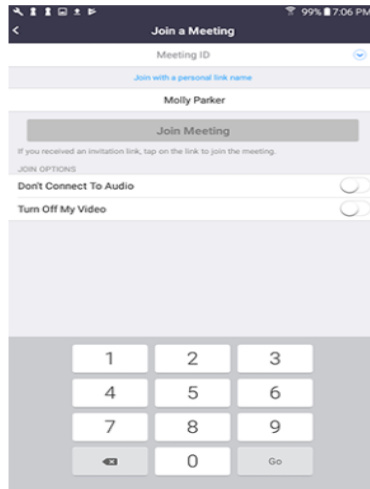 99% 7:06 PM
Join a Meeting
Meeting ID
Join with a personal link name
Molly Parker
Join Meeting
If you received an invitation link, tap on the link to join the meeting.
JOIN OPTIONS
Don't Connect To Audio
Turn Off My Video
1 2 3
4 5 6
7 8 9
0 Go